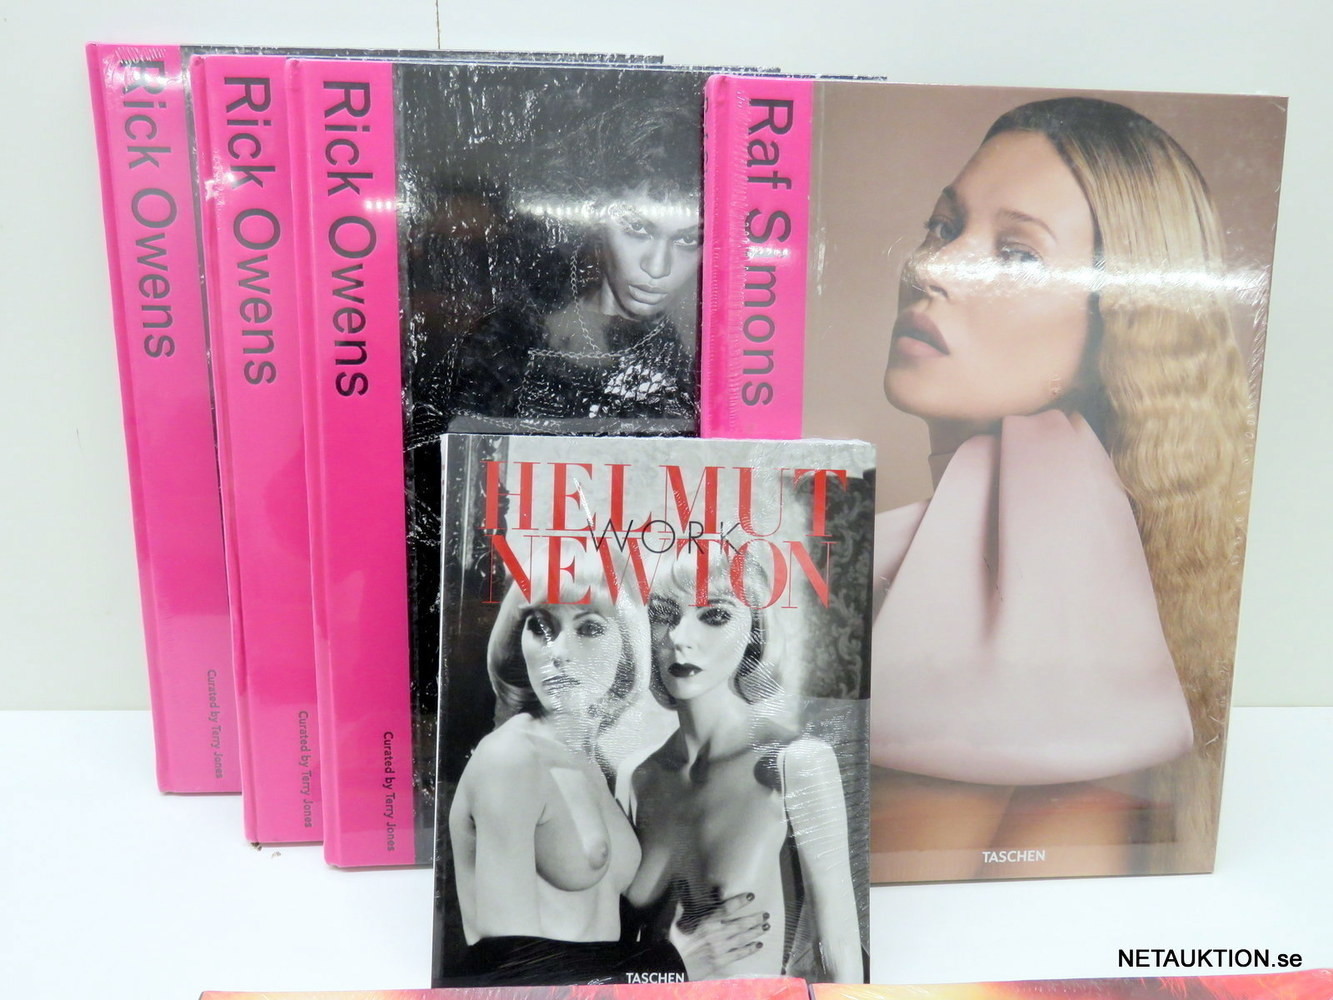 Rick Owens
Curated by Terry Jones
Rick Owens
Curated by Terry Jones
Rick Owens
Curated by Terry Jones
Raf Simons
TASCHEN
HELMUT
WORK
NEWTON
TASCHEN
NETAUKTION.se